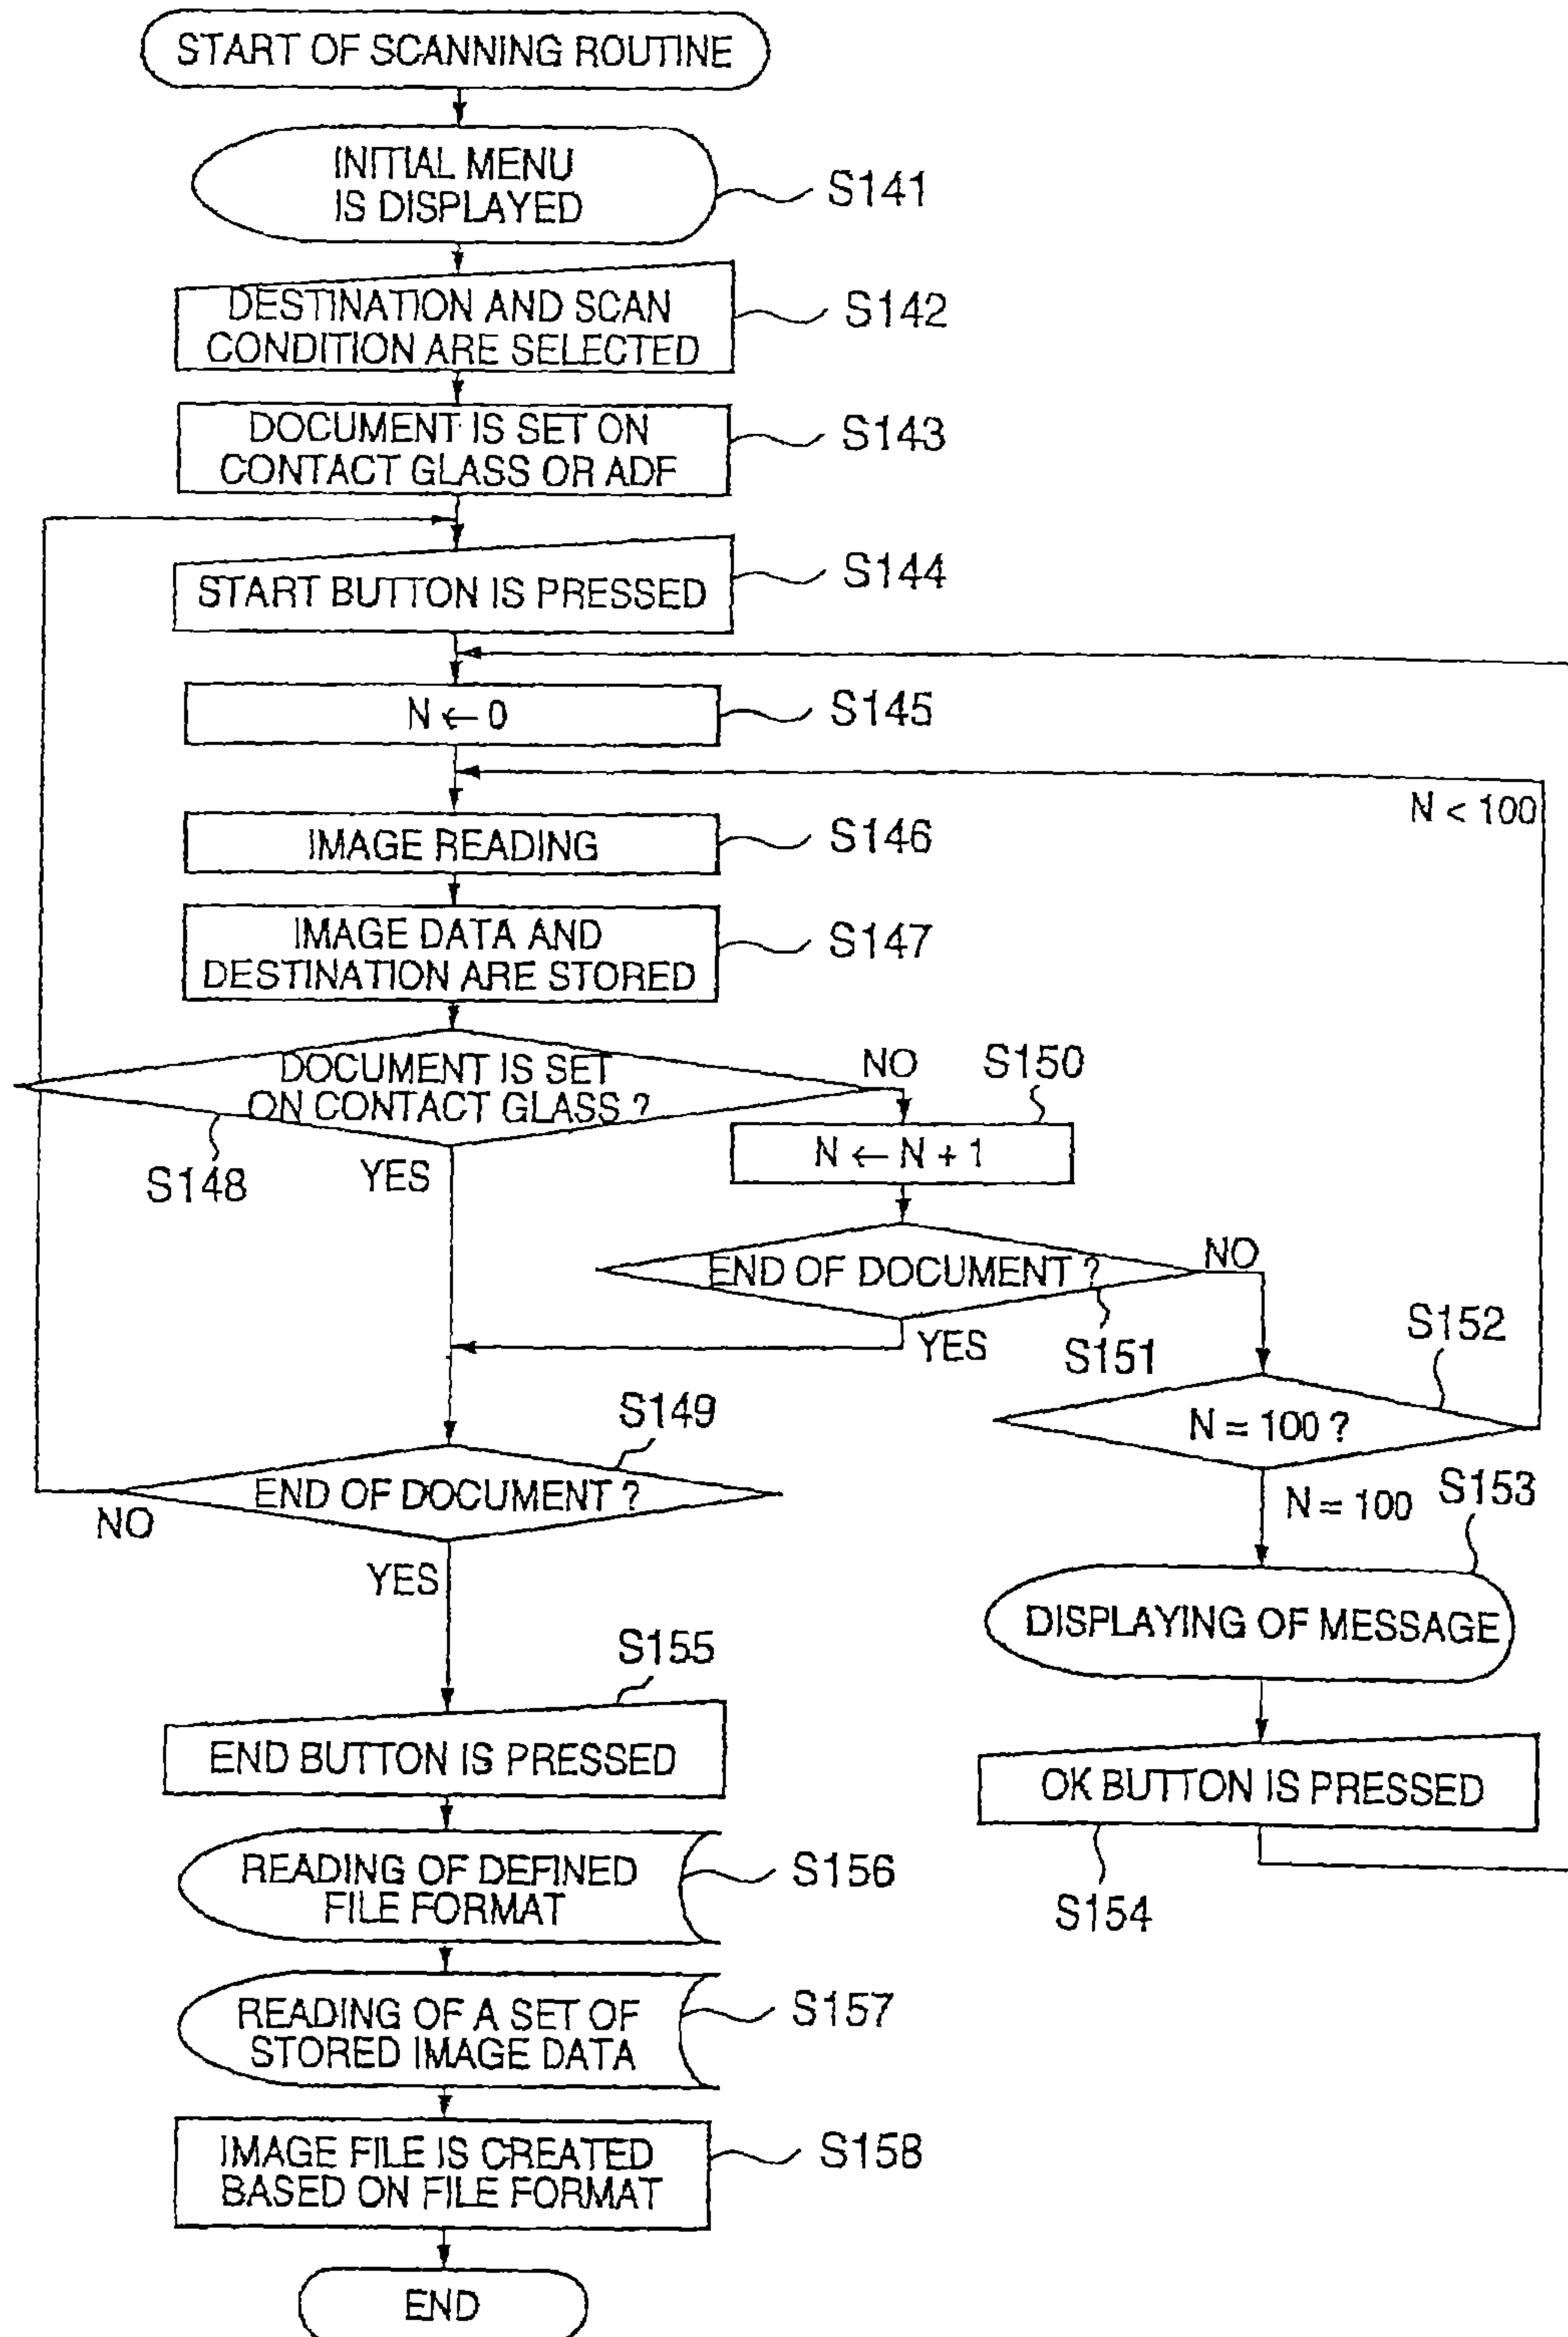 START OF SCANNING ROUTINE
INITIAL MENU
IS DISPLAYED
S141
DESTINATION AND SCAN
CONDITION ARE SELECTED
S142
DOCUMENT IS SET ON
CONTACT GLASS OR ADF
S143
START BUTTON IS PRESSED
S144
N ← 0
S145
N < 100
IMAGE READING
S146
IMAGE DATA AND
DESTINATION ARE STORED
S147
DOCUMENT IS SET
ON CONTACT GLASS ?
NO
S150
S148
YES
N ← N + 1
END OF DOCUMENT ?
NO
YES
S151
S152
N = 100 ?
S149
END OF DOCUMENT ?
NO
YES
N = 100
S153
DISPLAYING OF MESSAGE
S155
END BUTTON IS PRESSED
OK BUTTON IS PRESSED
S154
READING OF DEFINED
FILE FORMAT
S156
READING OF A SET OF
STORED IMAGE DATA
S157
IMAGE FILE IS CREATED
BASED ON FILE FORMAT
S158
END